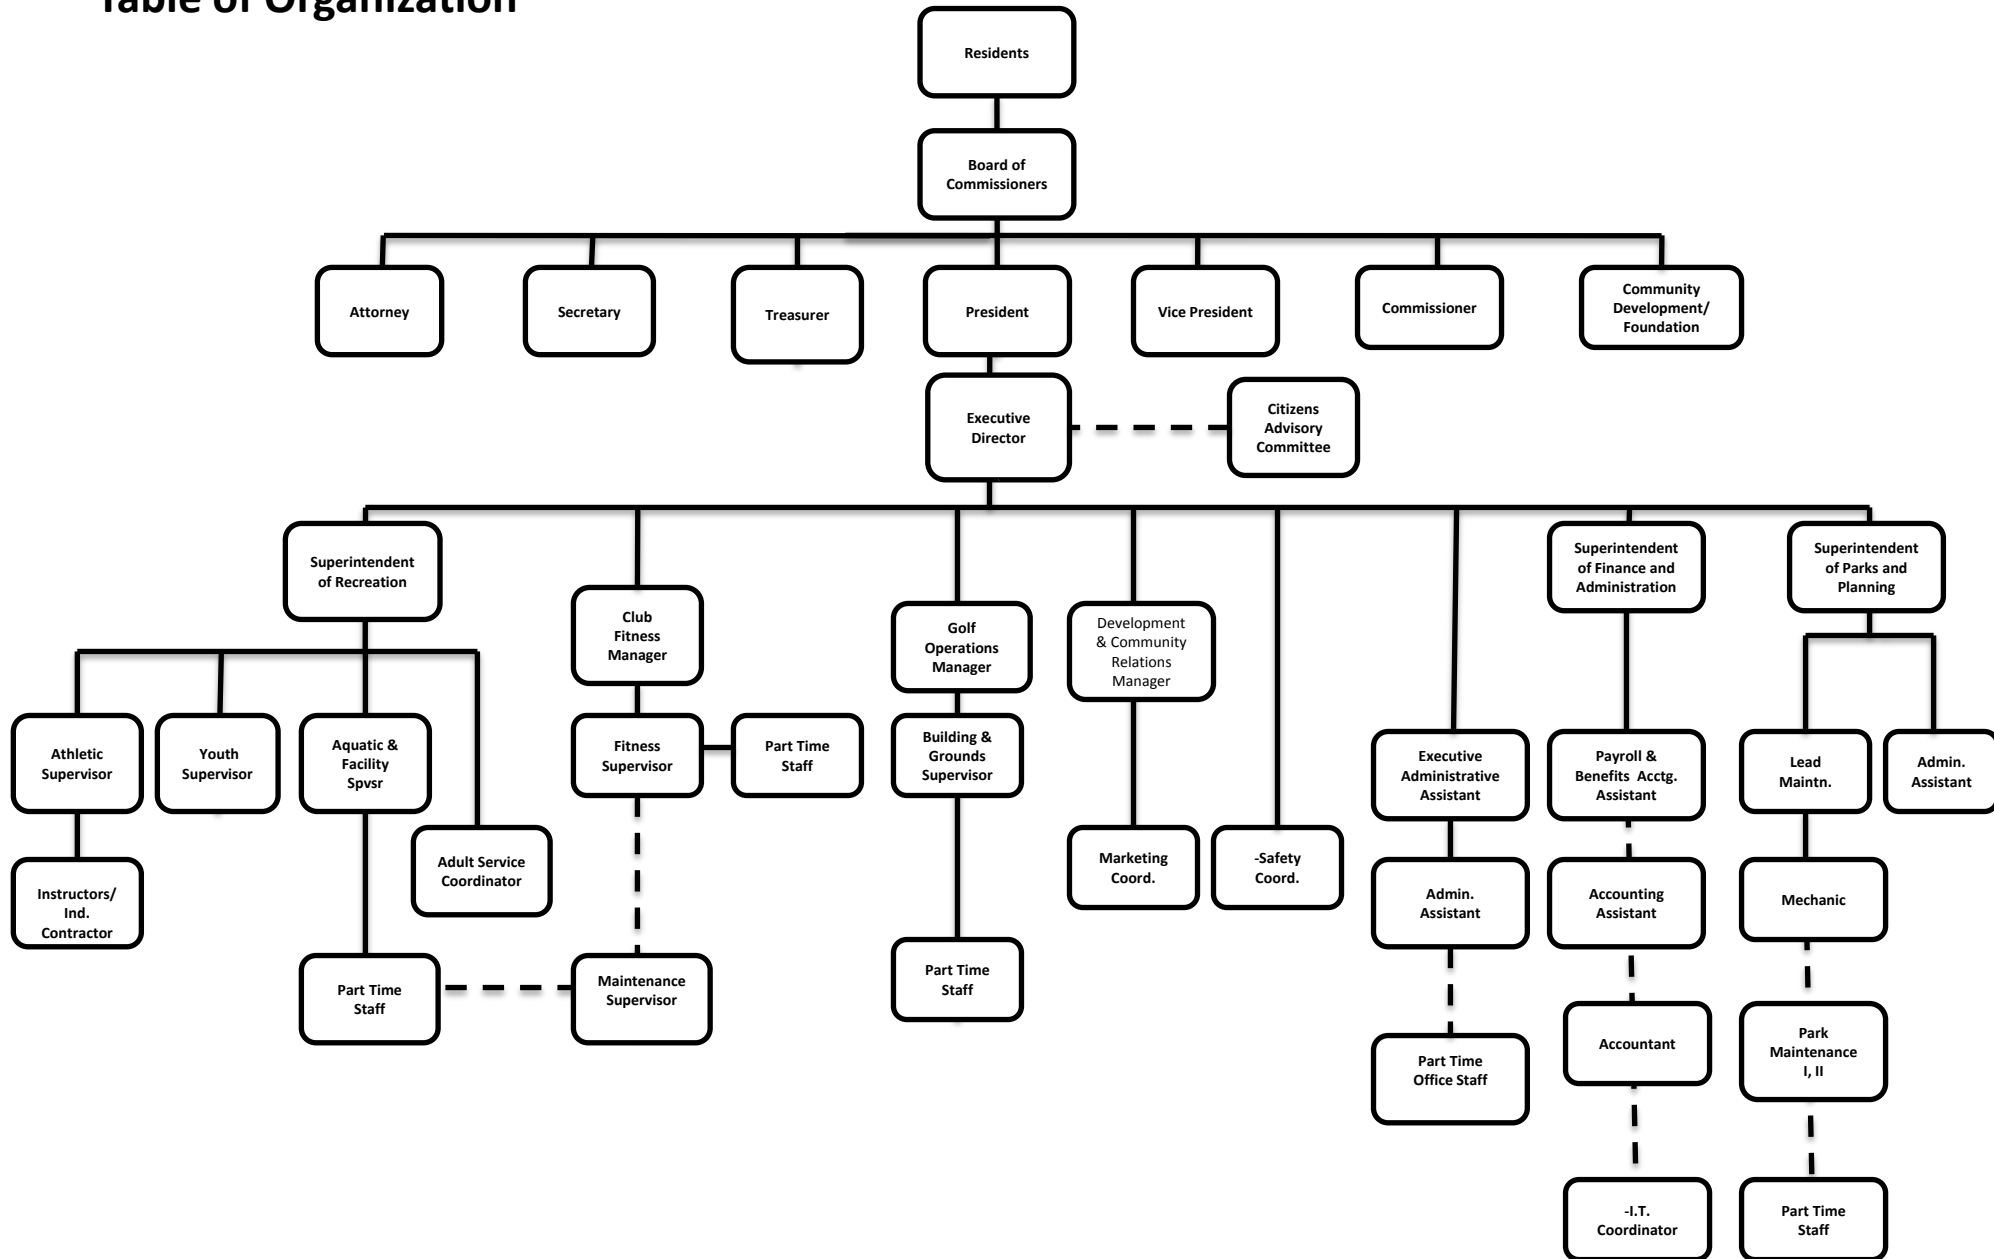 Table of Organization
Residents
Board of
Commissioners
Attorney
Secretary
Treasurer
President
Vice President
Commissioner
Community
Development/
Foundation
Executive
Director
Citizens
Advisory
Committee
Superintendent
of Recreation
Club
Fitness
Manager
Golf
Operations
Manager
Development
& Community
Relations
Manager
Superintendent
of Finance and
Administration
Superintendent
of Parks and
Planning
Athletic
Supervisor
Youth
Supervisor
Aquatic &
Facility
Spvsr
Fitness
Supervisor
Part Time
Staff
Building &
Grounds
Supervisor
Executive
Administrative
Assistant
Payroll &
Benefits Acctg.
Assistant
Lead
Maintn.
Admin.
Assistant
Instructors/
Ind.
Contractor
Adult Service
Coordinator
Marketing
Coord.
-Safety
Coord.
Admin.
Assistant
Accounting
Assistant
Mechanic
Part Time
Staff
Maintenance
Supervisor
Part Time
Staff
Part Time
Office Staff
Accountant
Park
Maintenance
I, II
-I.T.
Coordinator
Part Time
Staff